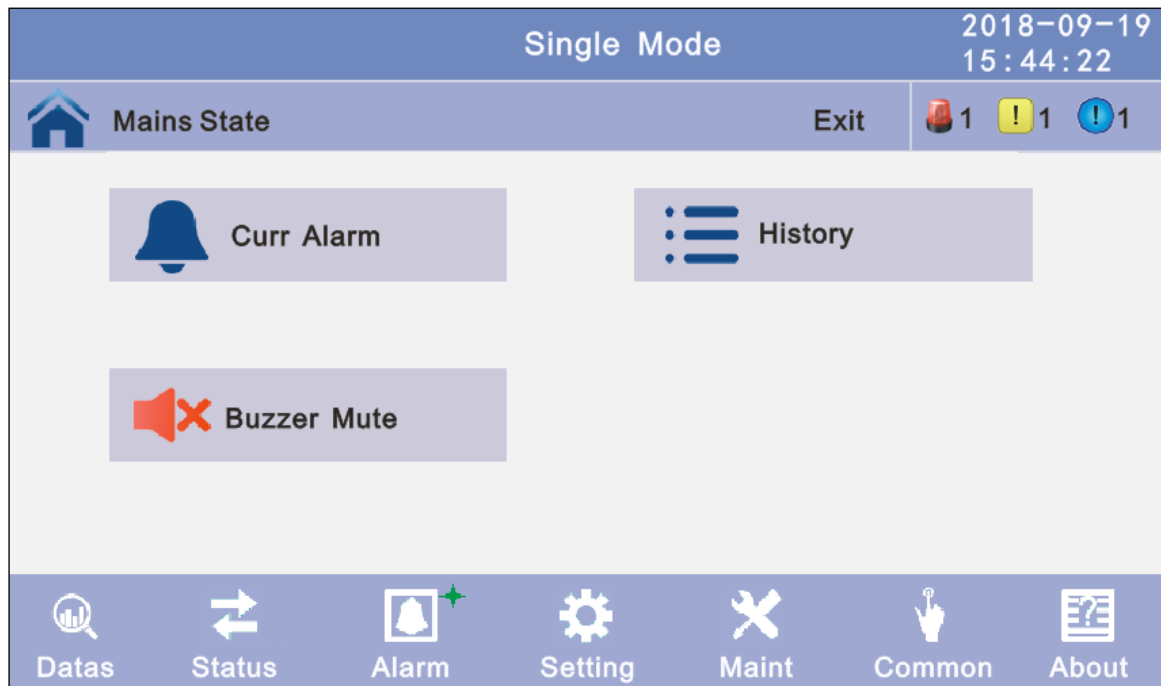 Single Mode
2018-09-19
15:44:22
Mains State
Exit
1
! 1
! 1
Curr Alarm
History
Buzzer Mute
Datas
Status
Alarm
Setting
Maint
Common
? About